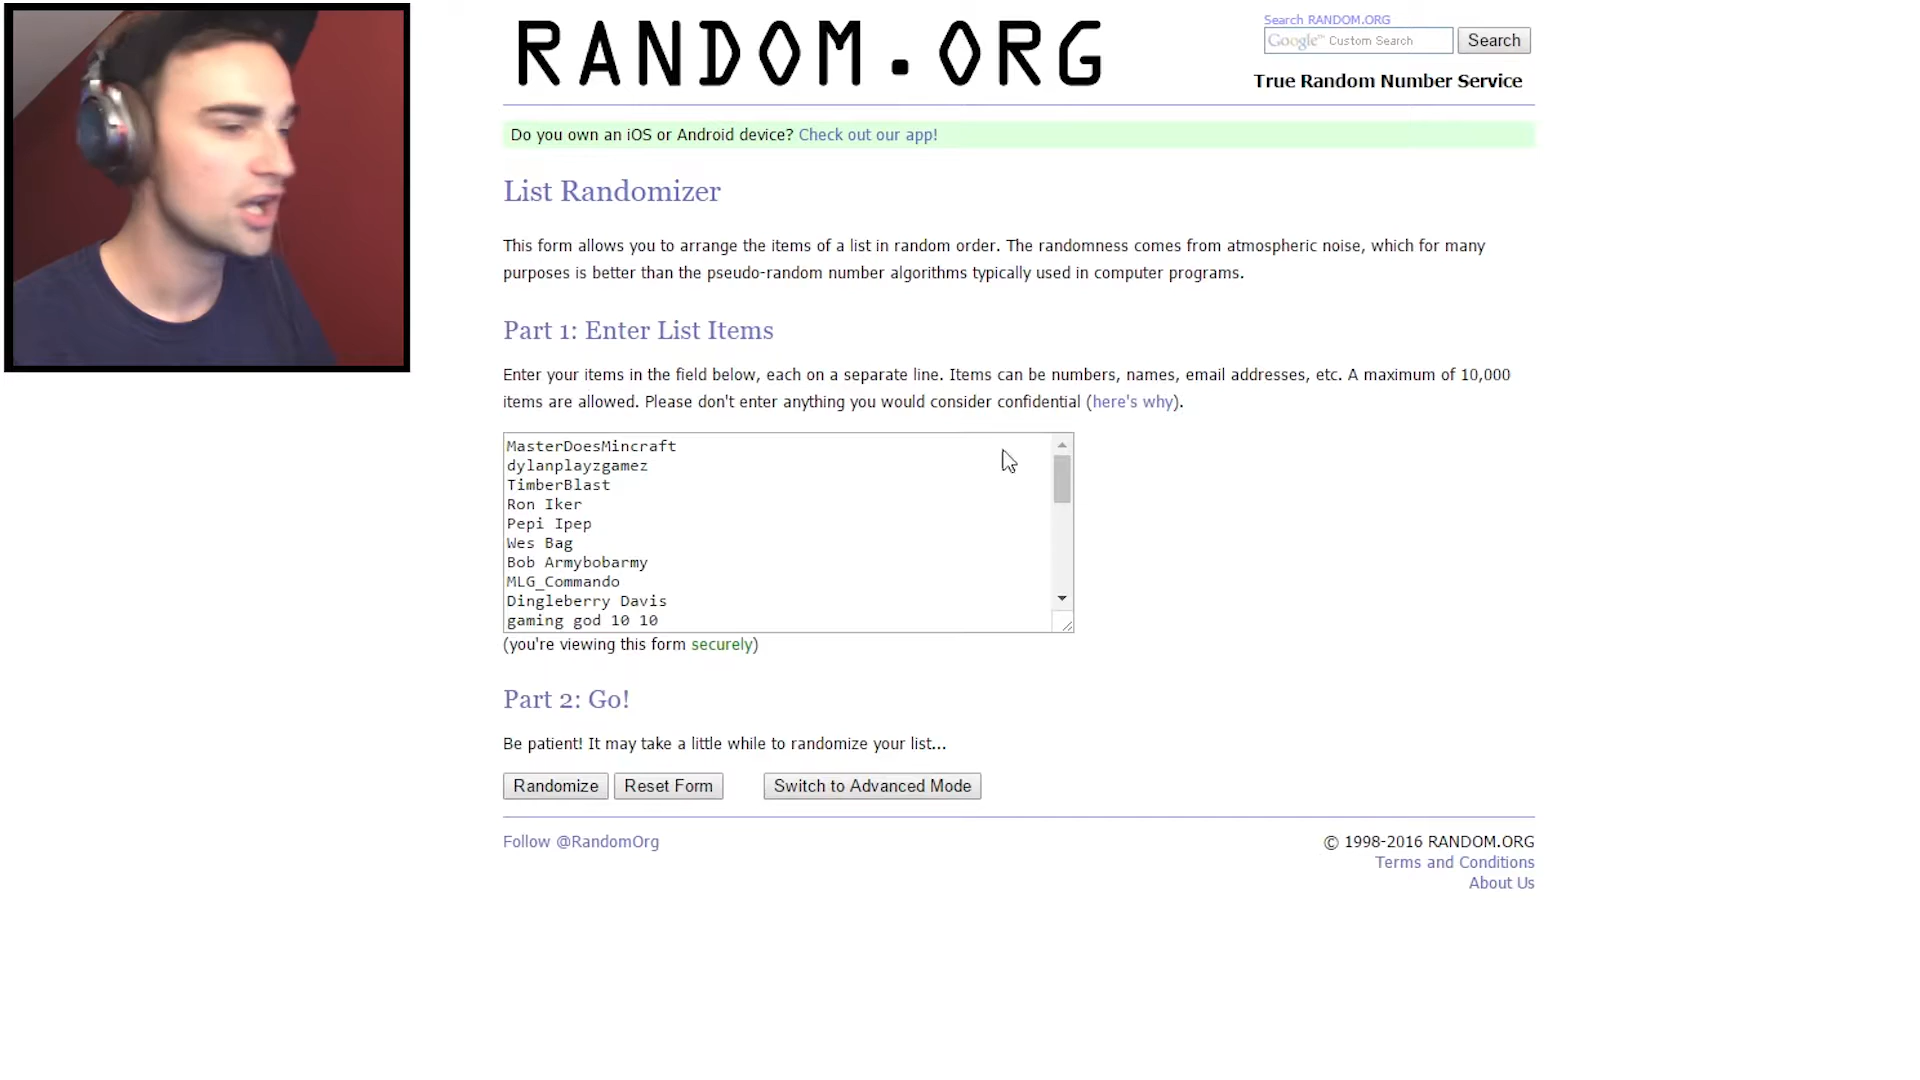 RANDOM.ORG
Search RANDOM.ORG
Google™ Custom Search
Search
True Random Number Service
Do you own an iOS or Android device? Check out our app!
List Randomizer
This form allows you to arrange the items of a list in random order. The randomness comes from atmospheric noise, which for many
purposes is better than the pseudo-random number algorithms typically used in computer programs.
Part 1: Enter List Items
Enter your items in the field below, each on a separate line. Items can be numbers, names, email addresses, etc. A maximum of 10,000
items are allowed. Please don't enter anything you would consider confidential (here's why).
MasterDoesMincraft
dylanplayzgamez
TimberBlast
Ron Iker
Pepi Ipep
Wes Bag
Bob Armybobarmy
MLG_Commando
Dingleberry Davis
gaming god 10 10
(you're viewing this form securely)
Part 2: Go!
Be patient! It may take a little while to randomize your list...
Randomize
Reset Form
Switch to Advanced Mode
Follow @RandomOrg
© 1998-2016 RANDOM.ORG
Terms and Conditions
About Us